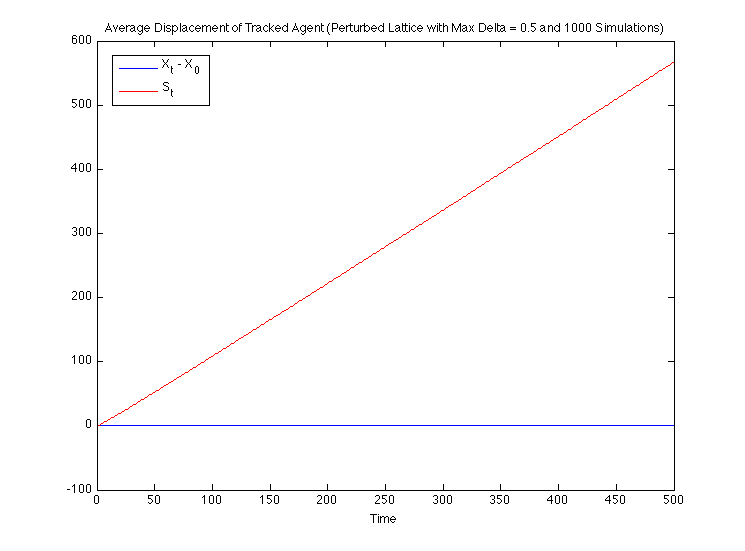 Average Displacement of Tracked Agent (Perturbed Lattice with Max Delta = 0.5 and 1000 Simulations)
600
X_t - X_0
S_t
500
400
300
200
100
0
-100
0 50 100 150 200 250 300 350 400 450 500
Time